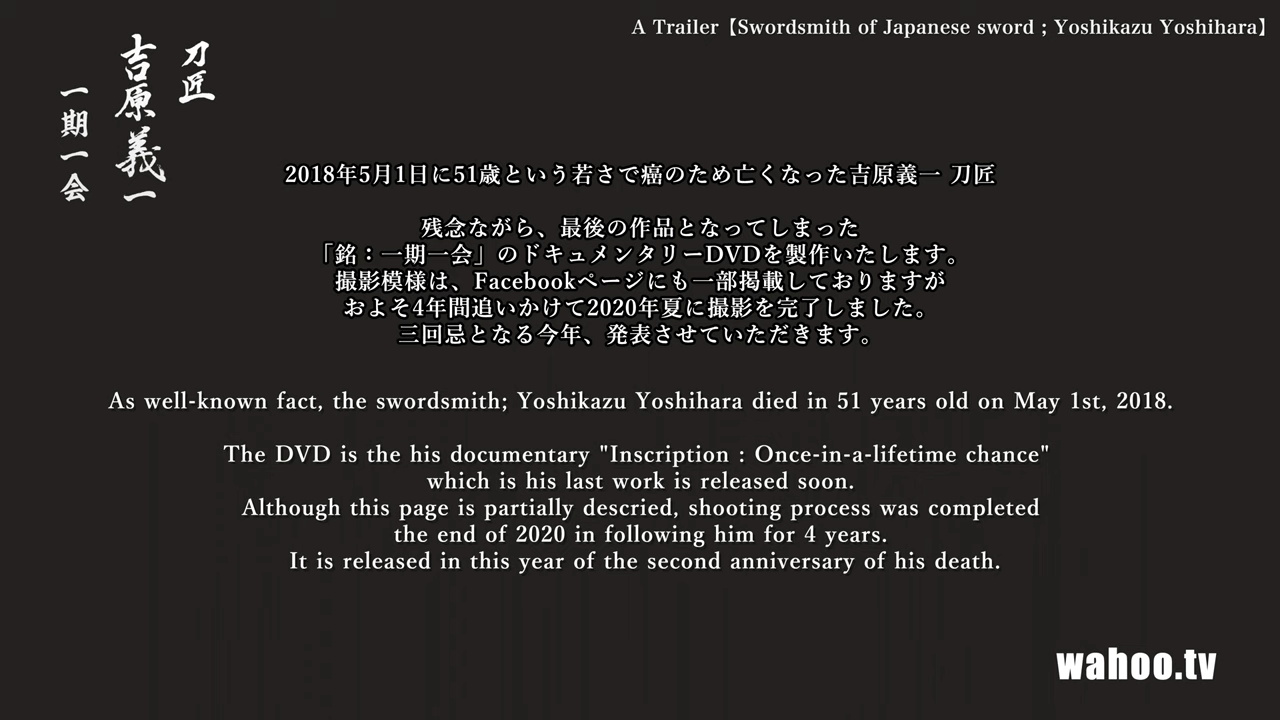 A Trailer【Swordsmith of Japanese sword ; Yoshikazu Yoshihara】
刀匠
吉原義一
一期一会
2018年5月1日に51歳という若さで癌のため亡くなった吉原義一 刀匠
残念ながら、最後の作品となってしまった
「銘：一期一会」のドキュメンタリーDVDを製作いたします。
撮影模様は、Facebookページにも一部掲載しておりますが
およそ4年間追いかけて2020年夏に撮影を完了しました。
三回忌となる今年、発表させていただきます。
As well-known fact, the swordsmith; Yoshikazu Yoshihara died in 51 years old on May 1st, 2018.
The DVD is the his documentary "Inscription : Once-in-a-lifetime chance"
which is his last work is released soon.
Although this page is partially descried, shooting process was completed
the end of 2020 in following him for 4 years.
It is released in this year of the second anniversary of his death.
wahoo.tv